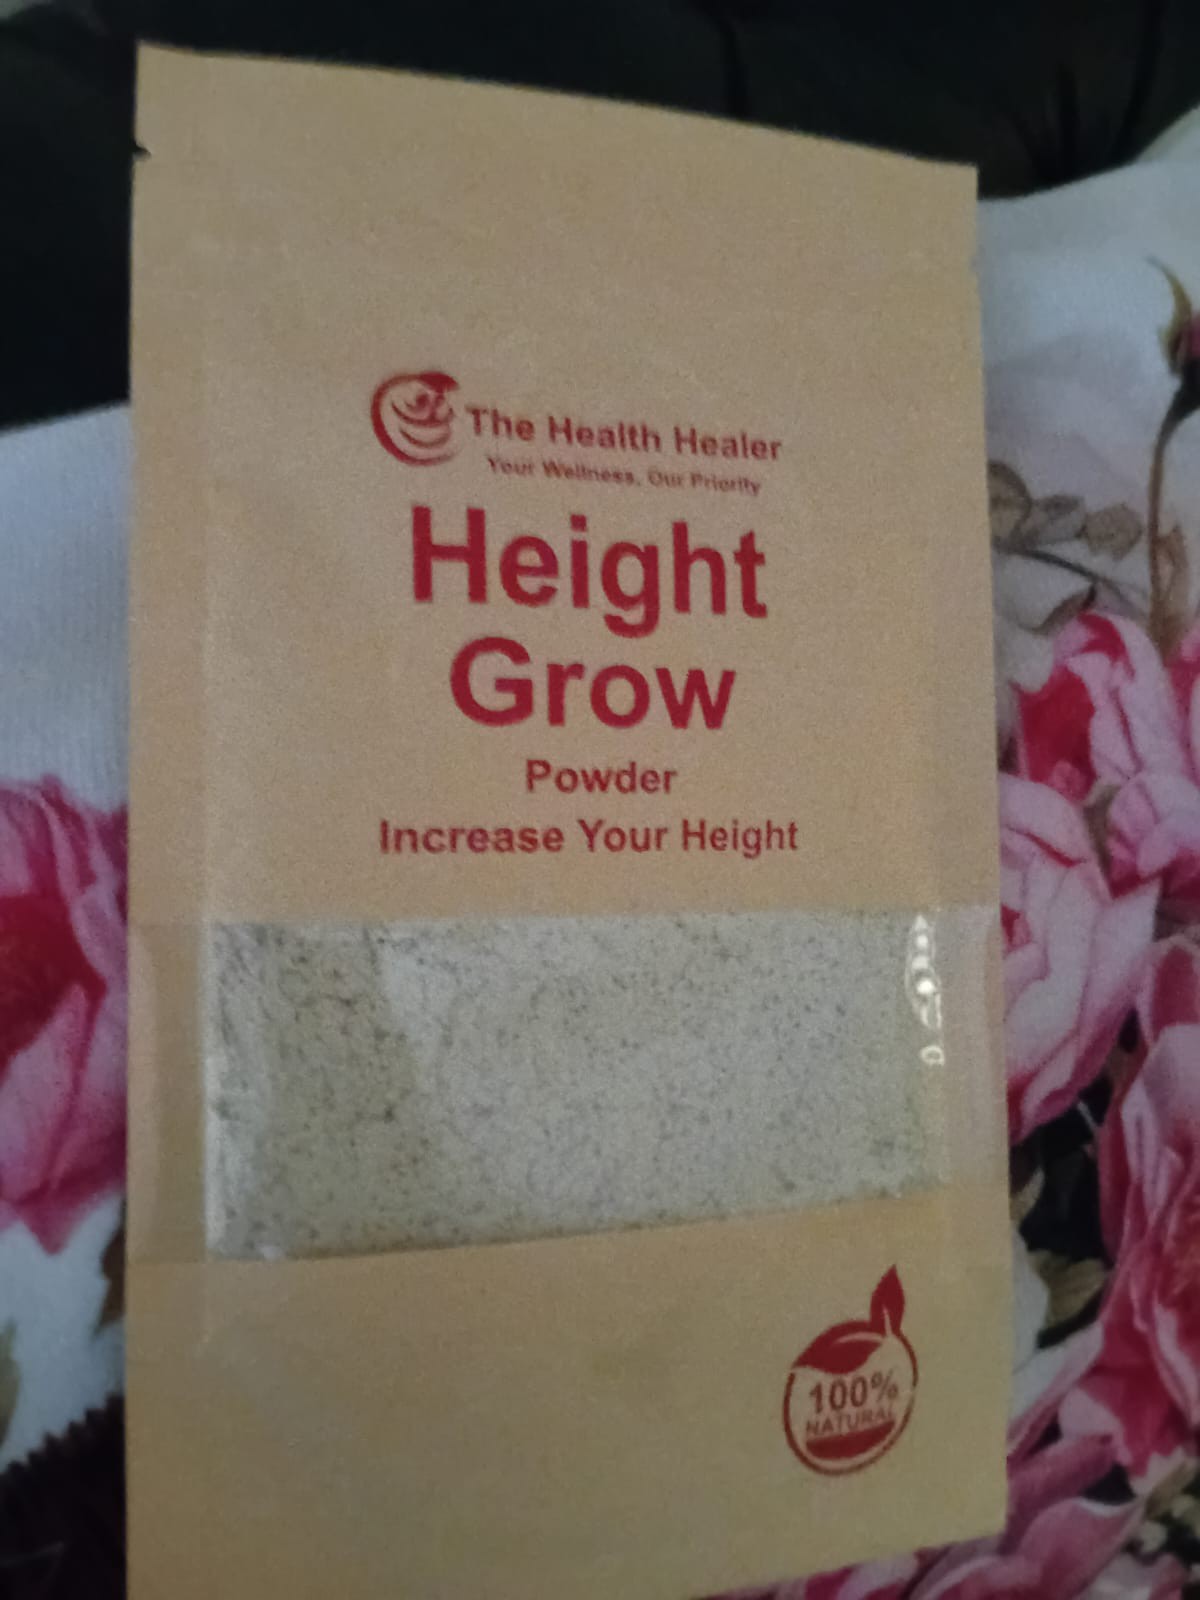 The Health Healer
Your Wellness, Our Priority
Height
Grow
Powder
Increase Your Height
100%
NATURAL